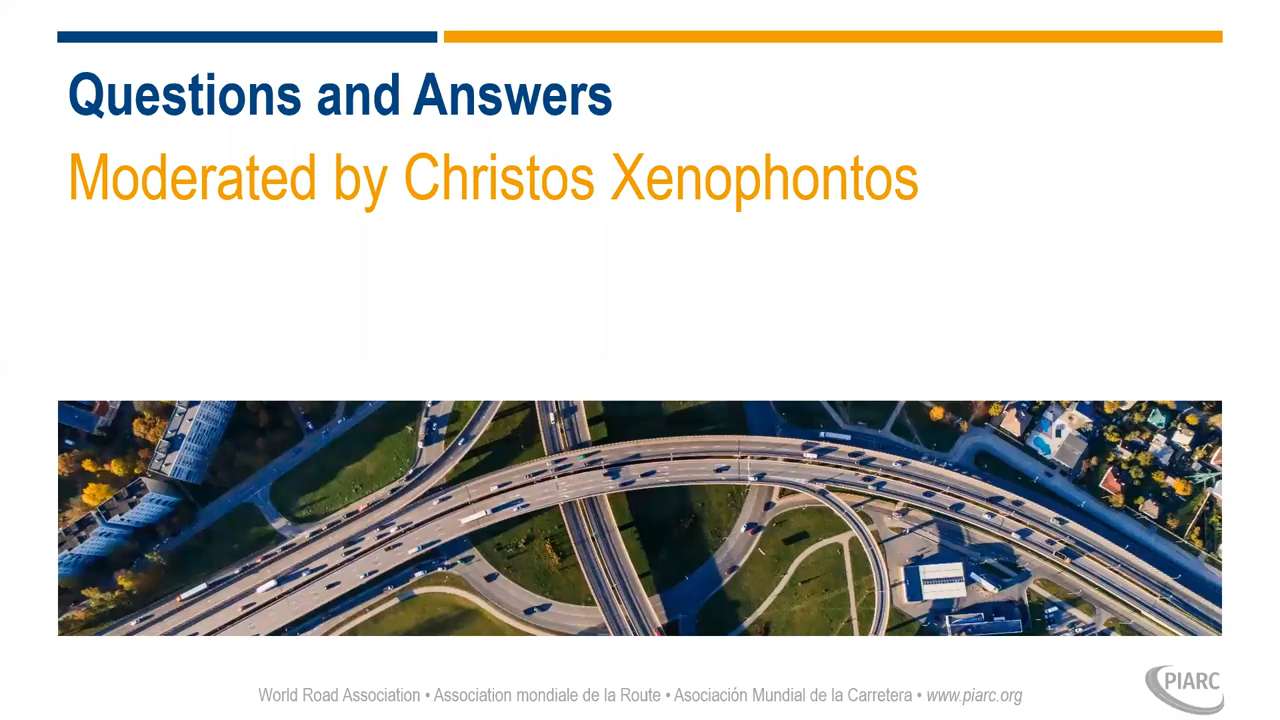 Questions and Answers
Moderated by Christos Xenophontos
World Road Association • Association mondiale de la Route • Asociación Mundial de la Carretera • www.piarc.org
PIARC